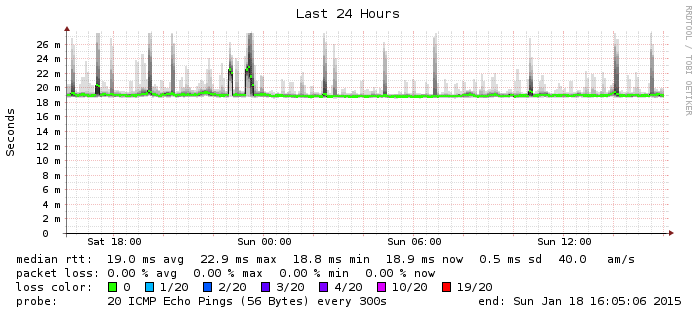 Last 24 Hours
RRDTOOL / TOBI OETIKER
Seconds
26 m
24 m
22 m
20 m
18 m
16 m
14 m
12 m
10 m
8 m
6 m
4 m
2 m
0
Sat 18:00 Sun 00:00 Sun 06:00 Sun 12:00
median rtt: 19.0 ms avg 22.9 ms max 18.8 ms min 18.9 ms now 0.5 ms sd 40.0 am/s
packet loss: 0.00 % avg 0.00 % max 0.00 % min 0.00 % now
loss color: 0 1/20 2/20 3/20 4/20 10/20 19/20
probe: 20 ICMP Echo Pings (56 Bytes) every 300s end: Sun Jan 18 16:05:06 2015